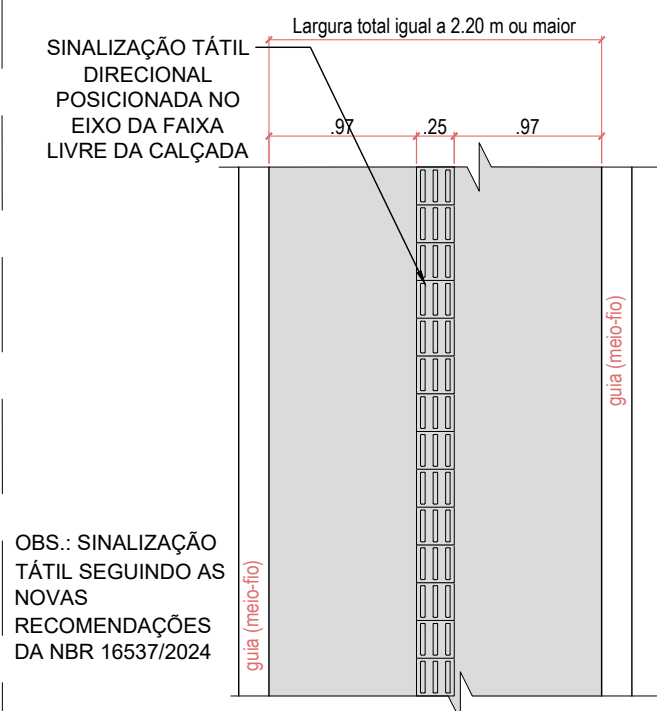 Largura total igual a 2.20 m ou maior
SINALIZAÇÃO TÁTIL
DIRECIONAL
POSICIONADA NO
EIXO DA FAIXA
LIVRE DA CALÇADA
.97
.25
.97
guia (meio-fio)
OBS.: SINALIZAÇÃO
TÁTIL SEGUINDO AS
NOVAS
RECOMENDAÇÕES
DA NBR 16537/2024
guia (meio-fio)